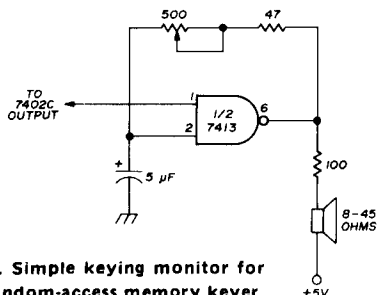 500
47
TO
7402C
OUTPUT
1
1/2
7413
6
2
+
5 µF
100
8-45
OHMS
+5V
. Simple keying monitor for
ndom-access memory keyer